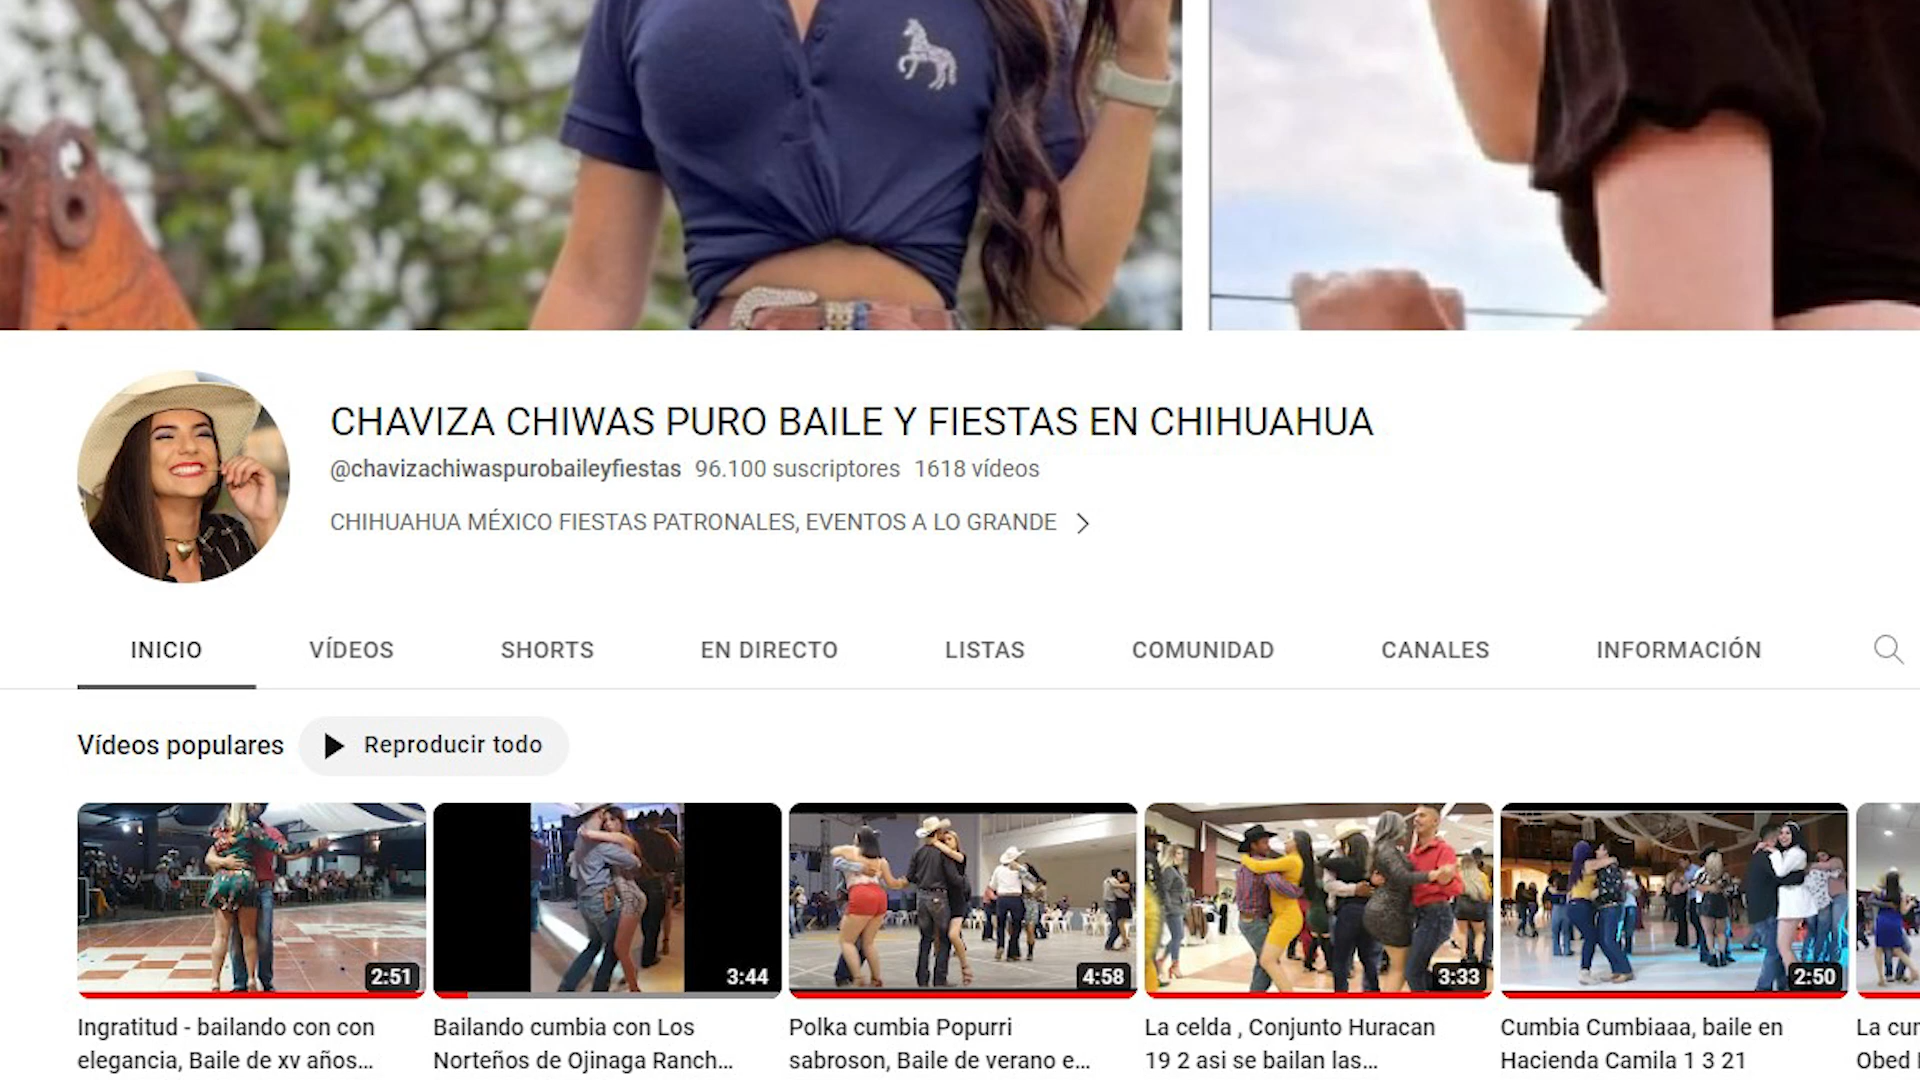 CHAVIZA CHIWAS PURO BAILE Y FIESTAS EN CHIHUAHUA
@chavizachiwaspurobaileyfiestas 96.100 suscriptores 1618 vídeos
CHIHUAHUA MÉXICO FIESTAS PATRONALES, EVENTOS A LO GRANDE
INICIO VÍDEOS SHORTS EN DIRECTO LISTAS COMUNIDAD CANALES INFORMACIÓN
Vídeos populares Reproducir todo
2:51 3:44 4:58 3:33 2:50
Ingratitud - bailando con con
elegancia, Baile de xv años...
Bailando cumbia con Los
Norteños de Ojinaga Ranch...
Polka cumbia Popurri
sabroson, Baile de verano e...
La celda , Conjunto Huracan
19 2 asi se bailan las...
Cumbia Cumbiaaa, baile en
Hacienda Camila 1 3 21
La
Obed